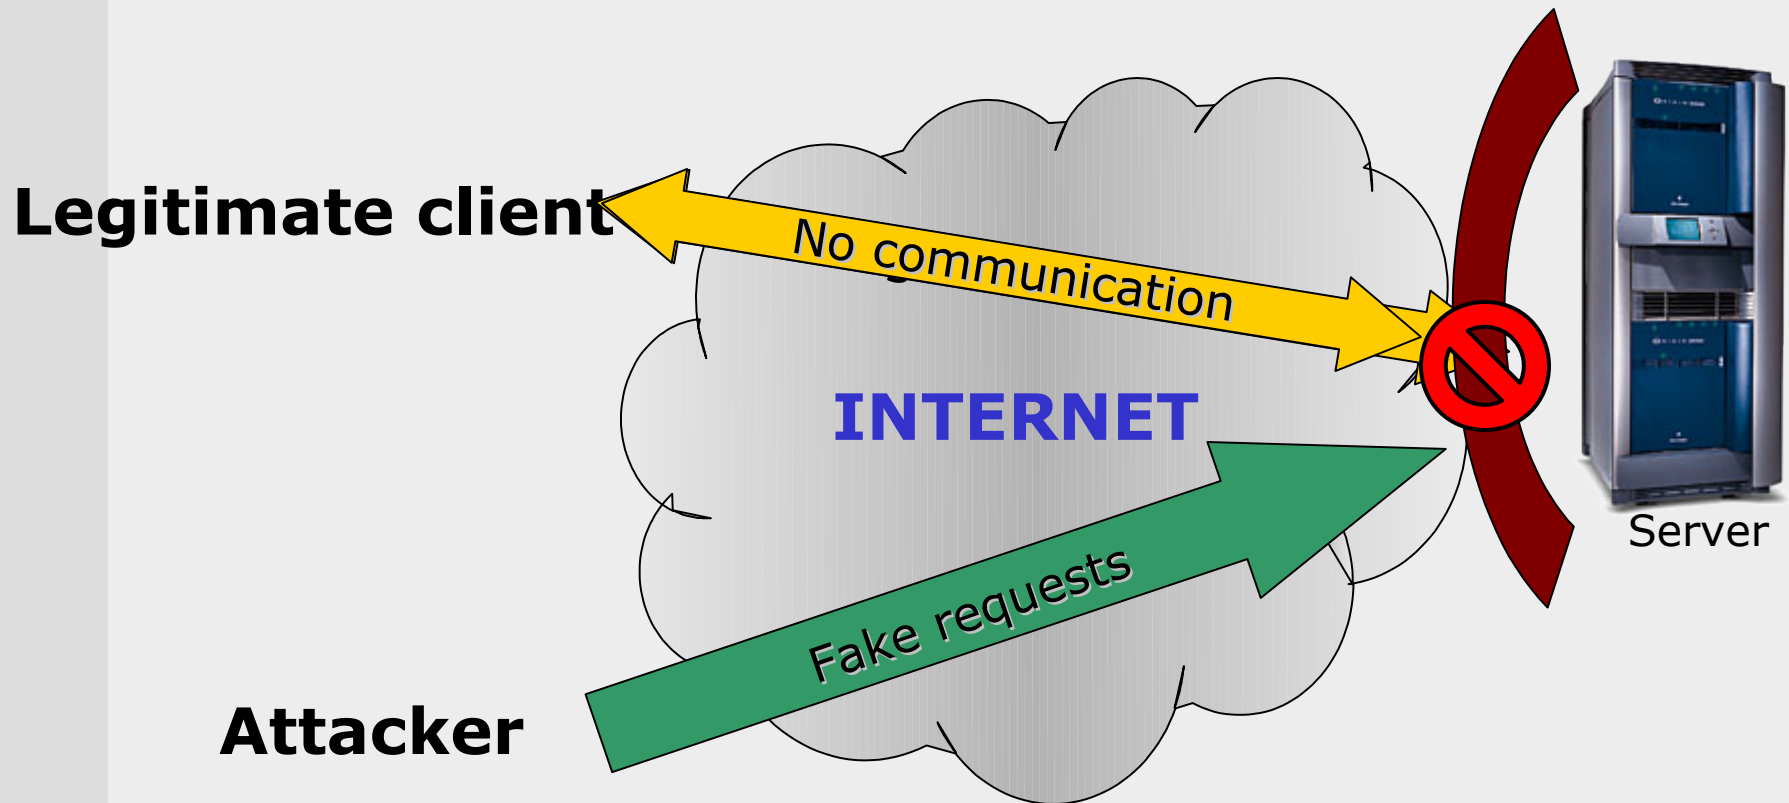 Legitimate client
No communication
INTERNET
Fake requests
Server
Attacker